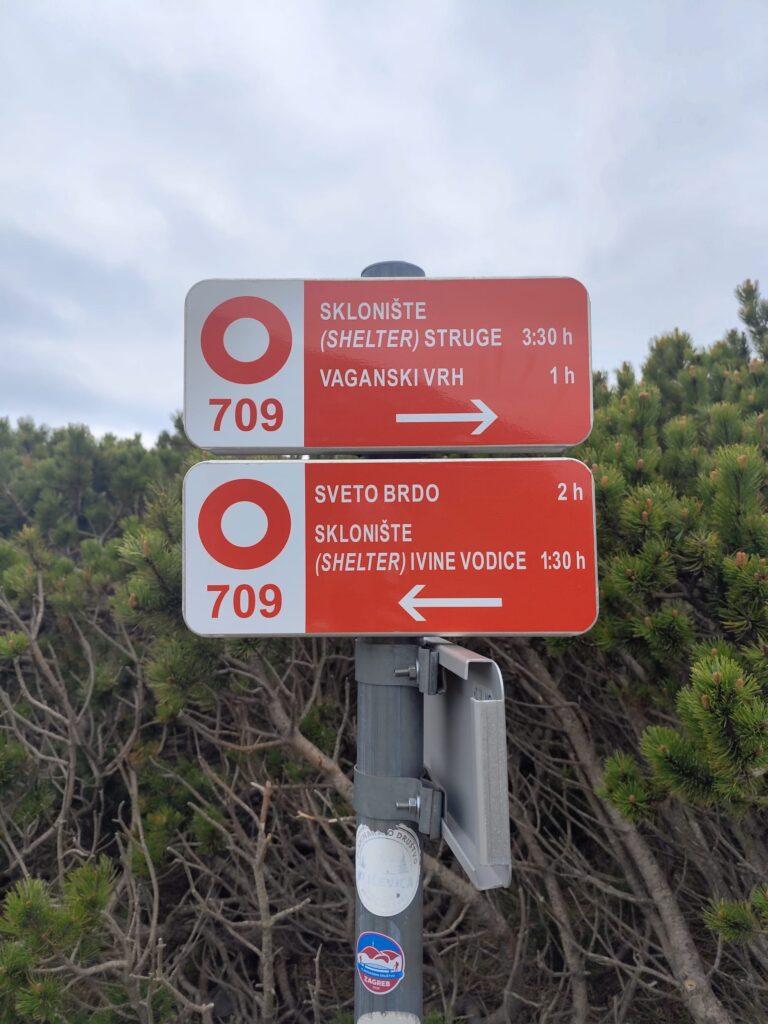 SKLONIŠTE
(SHELTER) STRUGE 3:30 h
VAGANSKI VRH 1 h
709
SVETO BRDO 2 h
SKLONIŠTE
(SHELTER) IVINE VODICE 1:30 h
709
DRUŠTVO
ZAGREB